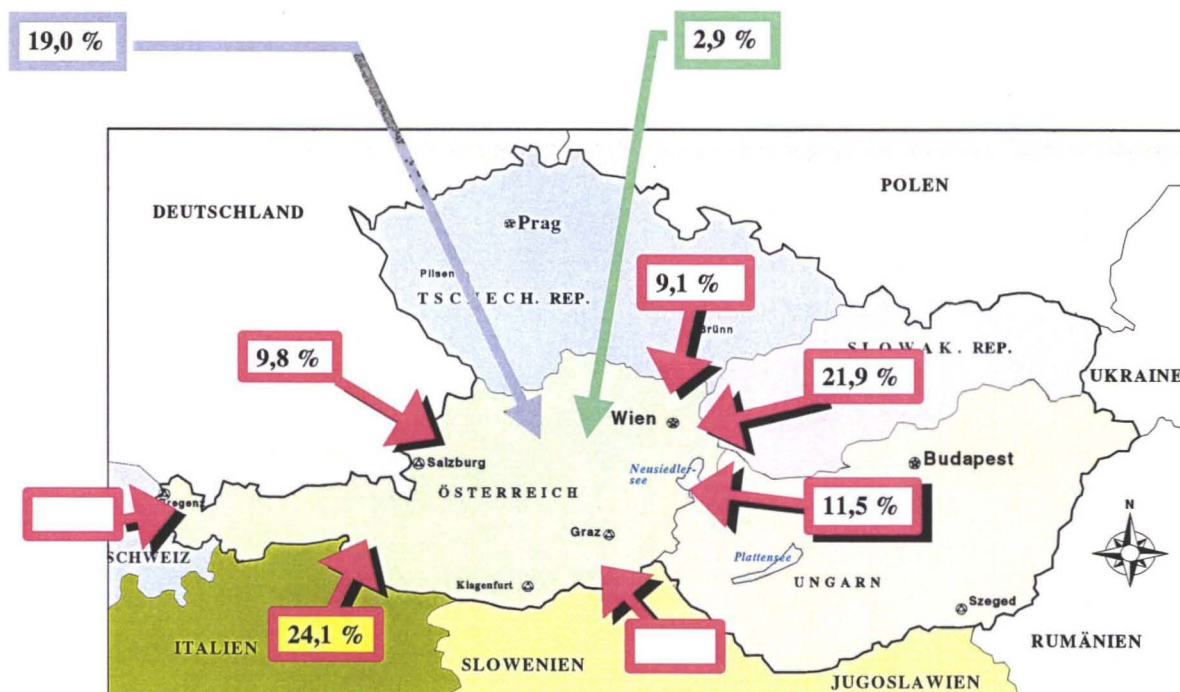 19,0 %
2,9 %
DEUTSCHLAND
POLEN
Prag
Pilsen
TSCHECH. REP.
9,1 %
Brünn
SLOWAK. REP.
9,8 %
21,9 %
UKRAINE
Wien
Salzburg
Neusiedler-
see
Budapest
ÖSTERREICH
Bregenz
11,5 %
N
Graz
SCHWEIZ
Plattensee
UNGARN
Klagenfurt
Szeged
ITALIEN
24,1 %
SLOWENIEN
RUMÄNIEN
JUGOSLAWIEN